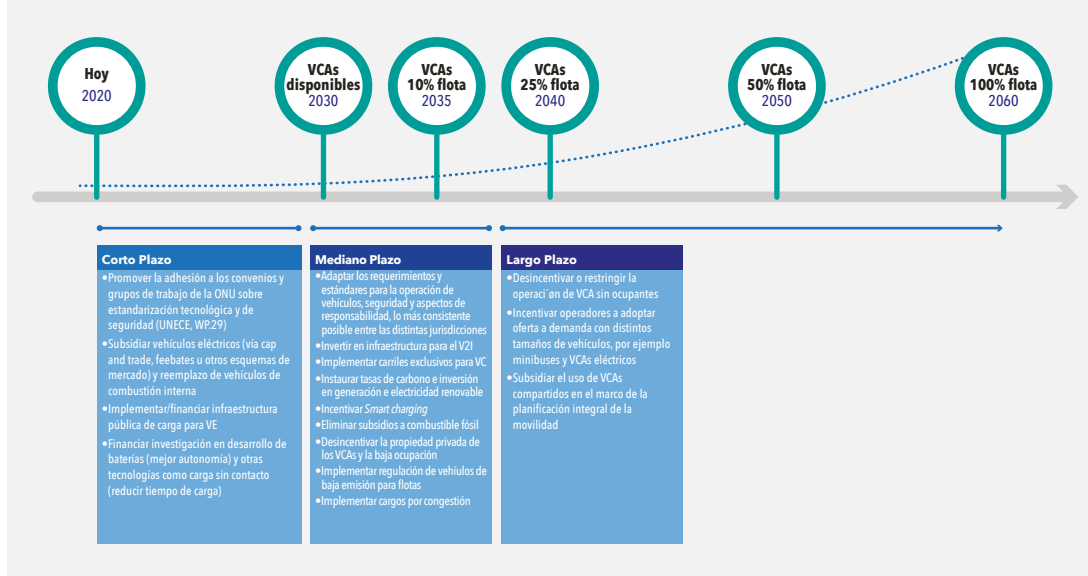 Hoy
2020
VCAs
disponibles
2030
VCAs
10% flota
2035
VCAs
25% flota
2040
VCAs
50% flota
2050
VCAs
100% flota
2060
Corto Plazo
•Promover la adhesión a los convenios y
grupos de trabajo de la ONU sobre
estandarización tecnológica y de
seguridad (UNECE, WP.29)
•Subsidiar vehículos eléctricos (vía cap
and trade, feebates u otros esquemas de
mercado) y reemplazo de vehículos de
combustión interna
•Implementar/financiar infraestructura
pública de carga para VE
•Financiar investigación en desarrollo de
baterías (mejor autonomía) y otras
tecnologías como carga sin contacto
(reducir tiempo de carga)
Mediano Plazo
•Adaptar los requerimientos y
estándares para la operación de
vehículos, seguridad y aspectos de
responsabilidad, lo más consistente
posible entre las distintas jurisdicciones
•Invertir en infraestructura para el V2I
•Implementar carriles exclusivos para VC
•Instaurar tasas de carbono e inversión
en generación e electricidad renovable
•Incentivar Smart charging
•Eliminar subsidios a combustible fósil
•Desincentivar la propiedad privada de
los VCAs y la baja ocupación
•Implementar regulación de vehíulos de
baja emisión para flotas
•Implementar cargos por congestión
Largo Plazo
•Desincentivar o restringir la
operaci´øn de VCA sin ocupantes
•Incentivar operadores a adoptar
oferta a demanda con distintos
tamaños de vehículos, por ejemplo
minibuses y VCAs eléctricos
•Subsidiar el uso de VCAs
compartidos en el marco de la
planificación integral de la
movilidad